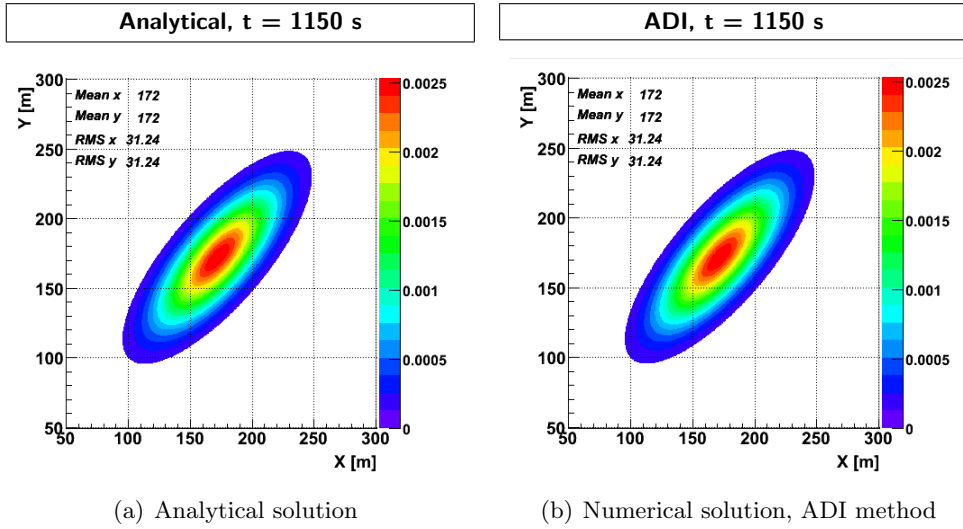 Analytical, t = 1150 s
ADI, t = 1150 s
Y [m]
300
250
200
150
100
50
Mean x 172
Mean y 172
RMS x 31.24
RMS y 31.24
0.0025
0.002
0.0015
0.001
0.0005
0
50 100 150 200 250 300
X [m]
Y [m]
300
250
200
150
100
50
Mean x 172
Mean y 172
RMS x 31.24
RMS y 31.24
0.0025
0.002
0.0015
0.001
0.0005
0
50 100 150 200 250 300
X [m]
(a) Analytical solution
(b) Numerical solution, ADI method